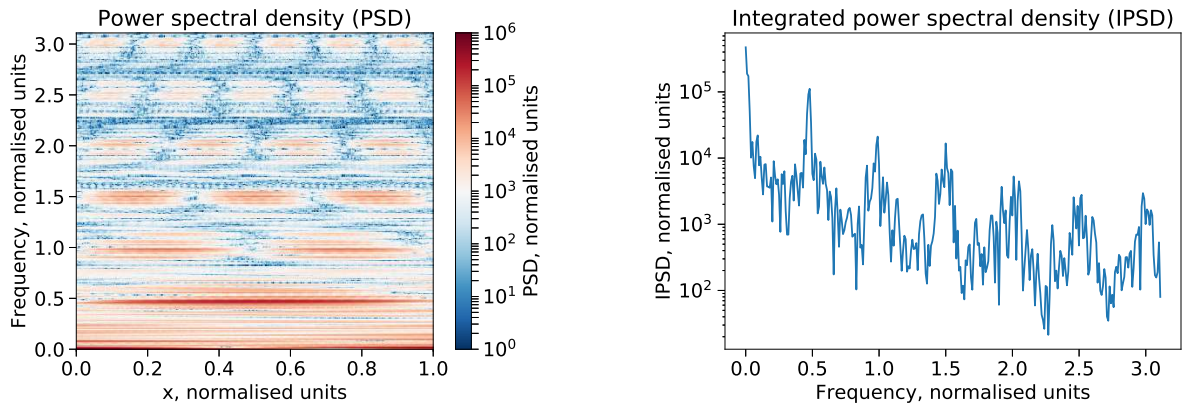 Power spectral density (PSD)
Frequency, normalised units
3.0
2.5
2.0
1.5
1.0
0.5
0.0
0.0 0.2 0.4 0.6 0.8 1.0
x, normalised units
10^6
10^5
10^4
10^3
10^2
10^1
10^0
PSD, normalised units
Integrated power spectral density (IPSD)
IPSD, normalised units
10^5
10^4
10^3
10^2
0.0 0.5 1.0 1.5 2.0 2.5 3.0
Frequency, normalised units